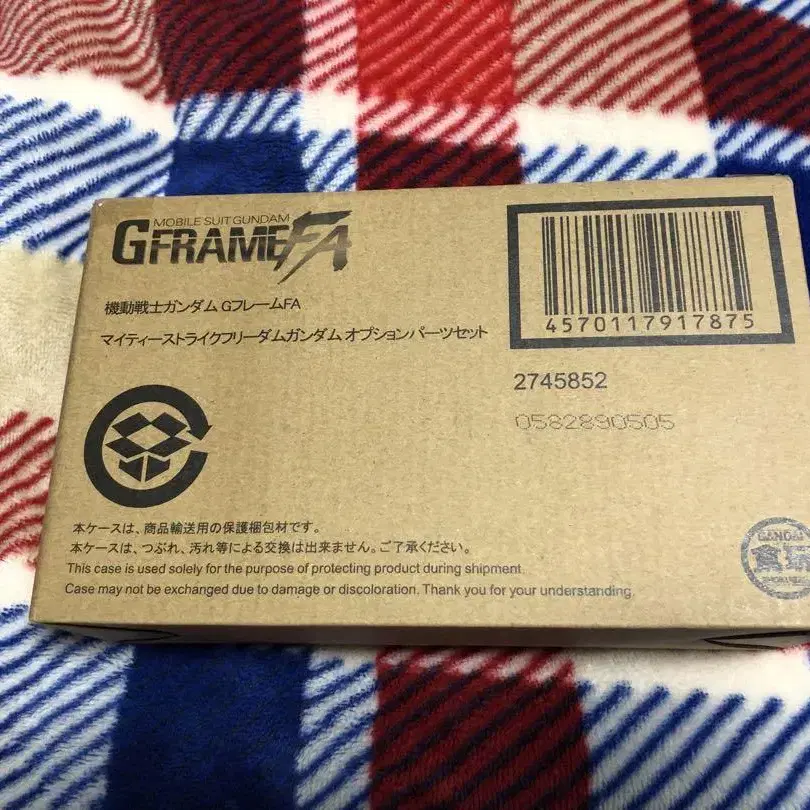 MOBILE SUIT GUNDAM
GFRAMEFA
機動戦士ガンダム GフレームFA
マイティーストライクフリーダムガンダム オプションパーツセット
4570117917875
2745852
0582890505
本ケースは、商品輸送用の保護梱包材です。
本ケースは、つぶれ、汚れ等による交換は出来ません。ご了承ください。
This case is used solely for the purpose of protecting product during shipment.
Case may not be exchanged due to damage or discoloration. Thank you for your understanding.
BANDAI
食玩